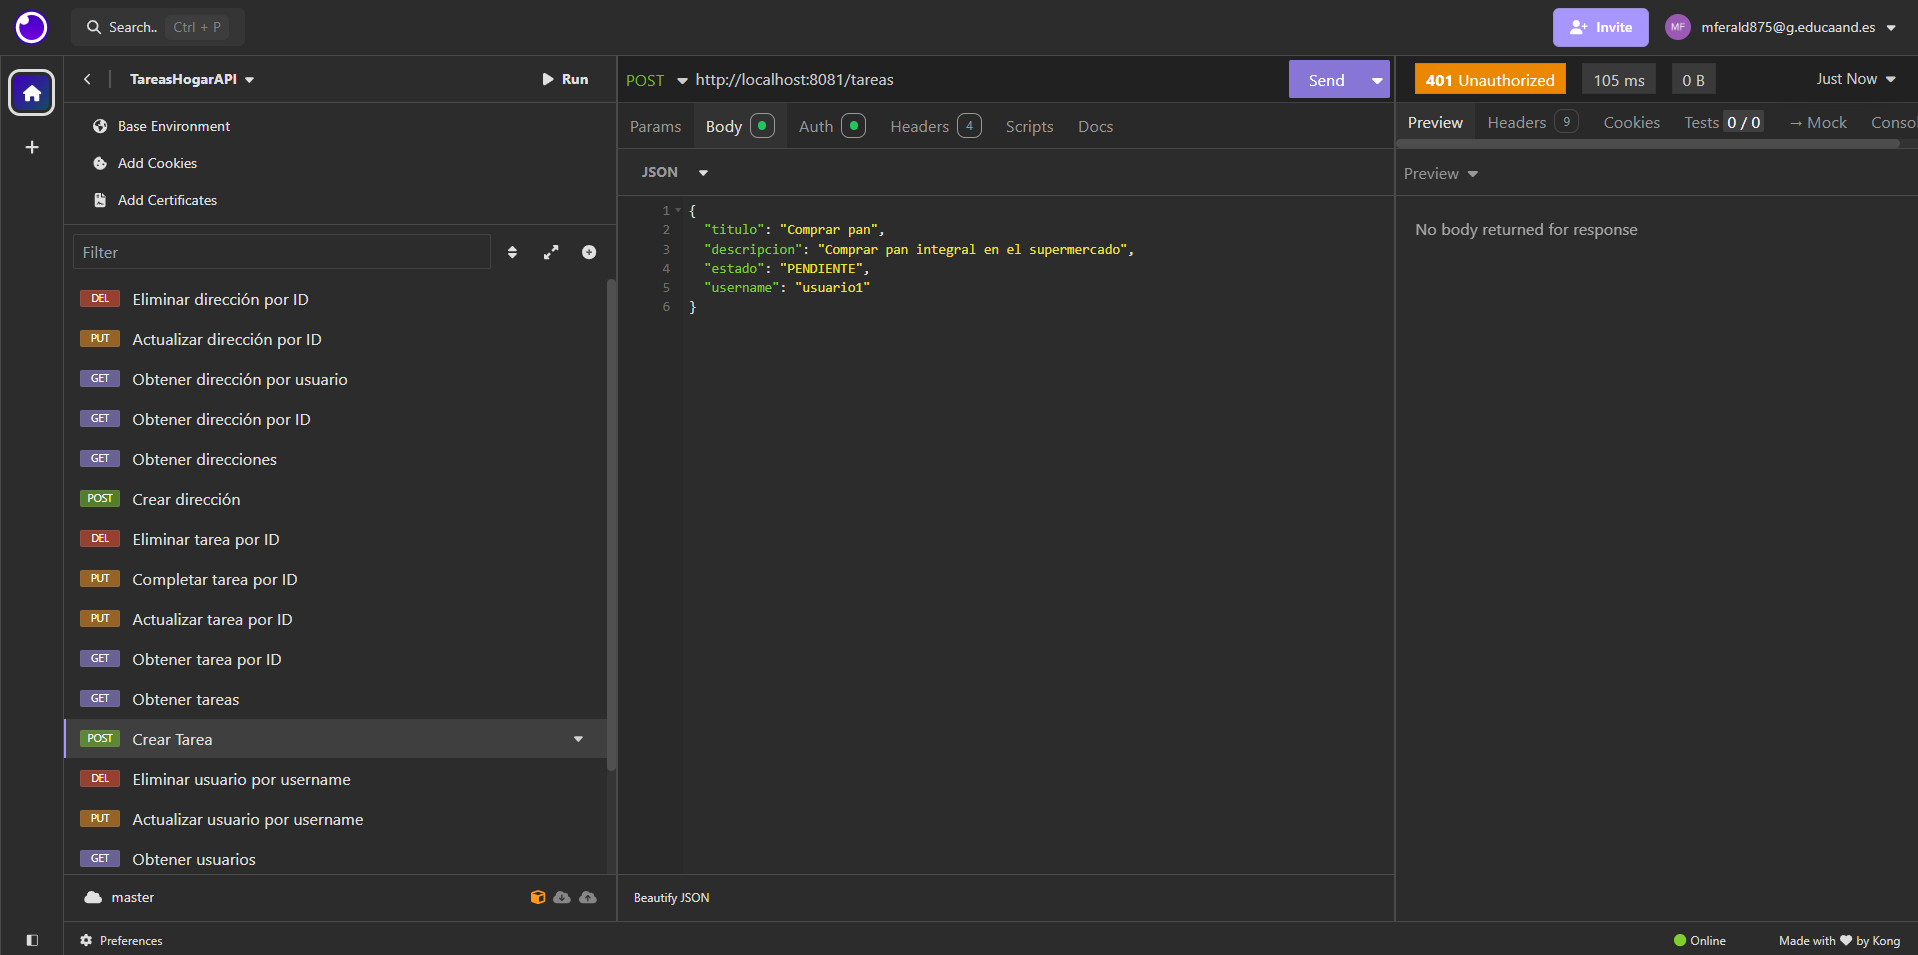 Search.. Ctrl + P
Invite
MF
mferald875@g.educaand.es
TareasHogarAPI
Run
Base Environment
Add Cookies
Add Certificates
Filter
DEL Eliminar dirección por ID
PUT Actualizar dirección por ID
GET Obtener dirección por usuario
GET Obtener dirección por ID
GET Obtener direcciones
POST Crear dirección
DEL Eliminar tarea por ID
PUT Completar tarea por ID
PUT Actualizar tarea por ID
GET Obtener tarea por ID
GET Obtener tareas
POST Crear Tarea
DEL Eliminar usuario por username
PUT Actualizar usuario por username
GET Obtener usuarios
master
Preferences
POST http://localhost:8081/tareas
Send
Params Body Auth Headers 4 Scripts Docs
JSON
1 {
2 "titulo": "Comprar pan",
3 "descripcion": "Comprar pan integral en el supermercado",
4 "estado": "PENDIENTE",
5 "username": "usuario1"
6 }
Beautify JSON
401 Unauthorized 105 ms 0 B Just Now
Preview Headers 9 Cookies Tests 0 / 0 → Mock Conso
Preview
No body returned for response
Online
Made with ❤ by Kong